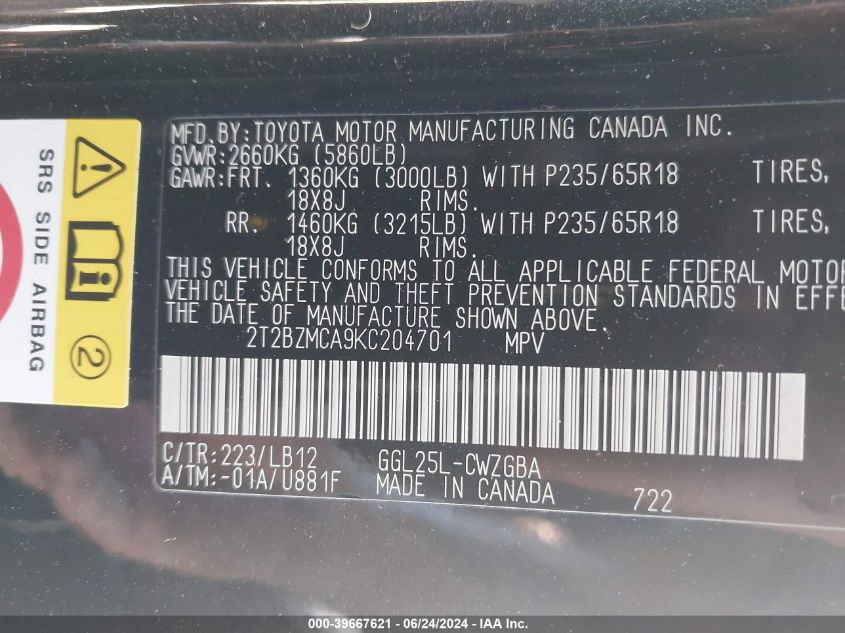 MFD. BY: TOYOTA MOTOR MANUFACTURING CANADA INC.
GVWR: 2660KG (5860LB)
GAWR: FRT. 1360KG (3000LB) WITH P235/65R18 TIRES,
18X8J RIMS.
RR. 1460KG (3215LB) WITH P235/65R18 TIRES,
18X8J RIMS.
THIS VEHICLE CONFORMS TO ALL APPLICABLE FEDERAL MOTOR
VEHICLE SAFETY AND THEFT PREVENTION STANDARDS IN EFFE
THE DATE OF MANUFACTURE SHOWN ABOVE.
2T2BZMCA9KC204701 MPV
C/TR: 223/LB12 GGL25L-CWZGBA
A/TM: -01A/U881F MADE IN CANADA 722
SRS SIDE AIRBAG
2
000-39667621 - 06/24/2024 - IAA Inc.